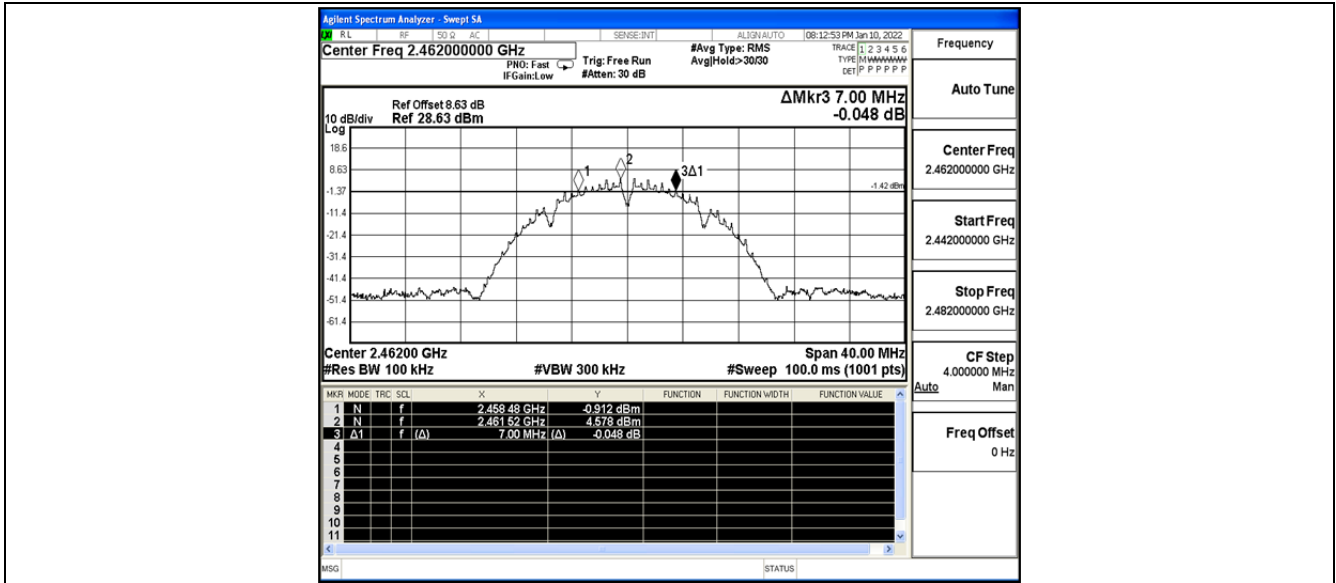 Agilent Spectrum Analyzer - Swept SA
LXI RL RF 50 Ω AC SENSE:INT ALIGN AUTO 08:12:53 PM Jan 10, 2022
Center Freq 2.462000000 GHz
PNO: Fast
IFGain:Low
Trig: Free Run
#Atten: 30 dB
#Avg Type: RMS
Avg|Hold:>30/30
TRACE 1 2 3 4 5 6
TYPE M WWWWW
DET P P P P P P
ΔMkr3 7.00 MHz
-0.048 dB
Ref Offset 8.63 dB
10 dB/div Ref 28.63 dBm
Log
18.6
8.63
-1.37
-11.4
-21.4
-31.4
-41.4
-51.4
-61.4
1
2
3Δ1
-1.42 dBm
Center 2.46200 GHz Span 40.00 MHz
#Res BW 100 kHz #VBW 300 kHz #Sweep 100.0 ms (1001 pts)
MKR MODE TRC SCL X Y FUNCTION FUNCTION WIDTH FUNCTION VALUE
1 N f 2.458 48 GHz -0.912 dBm
2 N f 2.461 52 GHz 4.578 dBm
3 Δ1 f (Δ) 7.00 MHz (Δ) -0.048 dB
4
5
6
7
8
9
10
11
MSG STATUS
Frequency
Auto Tune
Center Freq
2.462000000 GHz
Start Freq
2.442000000 GHz
Stop Freq
2.482000000 GHz
CF Step
4.000000 MHz
Auto Man
Freq Offset
0 Hz